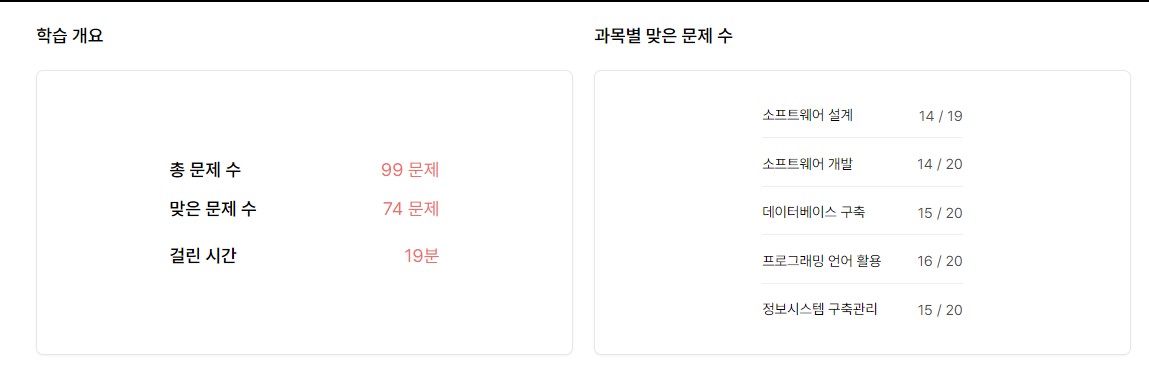 학습 개요
총 문제 수 99 문제
맞은 문제 수 74 문제
걸린 시간 19분
과목별 맞은 문제 수
소프트웨어 설계 14 / 19
소프트웨어 개발 14 / 20
데이터베이스 구축 15 / 20
프로그래밍 언어 활용 16 / 20
정보시스템 구축관리 15 / 20